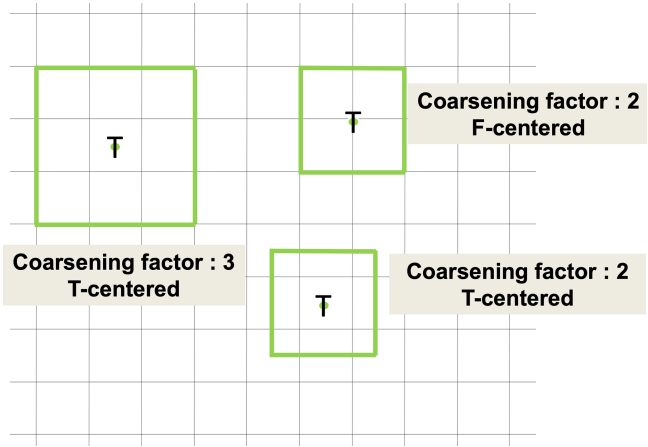 T
T
Coarsening factor : 2
F-centered
Coarsening factor : 3
T-centered
T
Coarsening factor : 2
T-centered